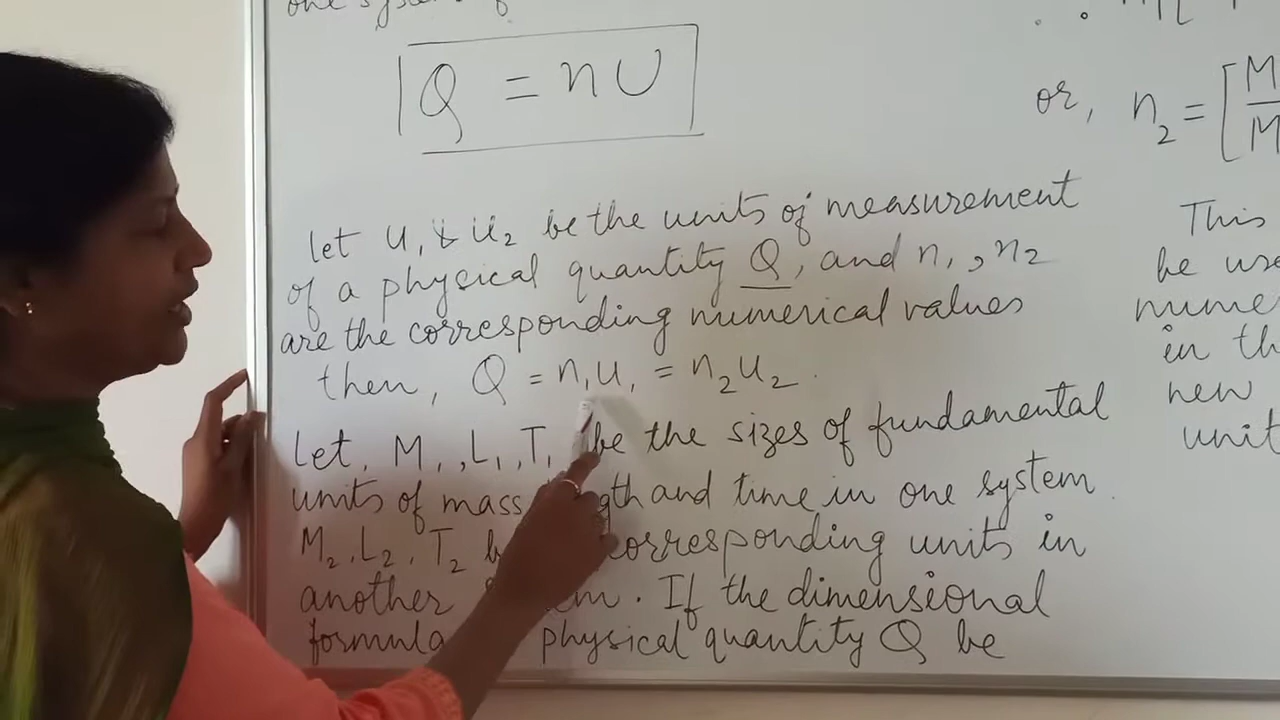 one system of
Q = nU
let u₁ & u₂ be the units of measurement
of a physical quantity Q, and n₁, n₂
are the corresponding numerical values
then, Q = n₁u₁ = n₂u₂.
Let, M₁, L₁, T₁ be the sizes of fundamental
units of mass and time in one system.
M₂, L₂, T₂ corresponding units in
another . If the dimensional
formula physical quantity Q be
or, n₂ = [M/M
This
be use
nume
in th
new
unit